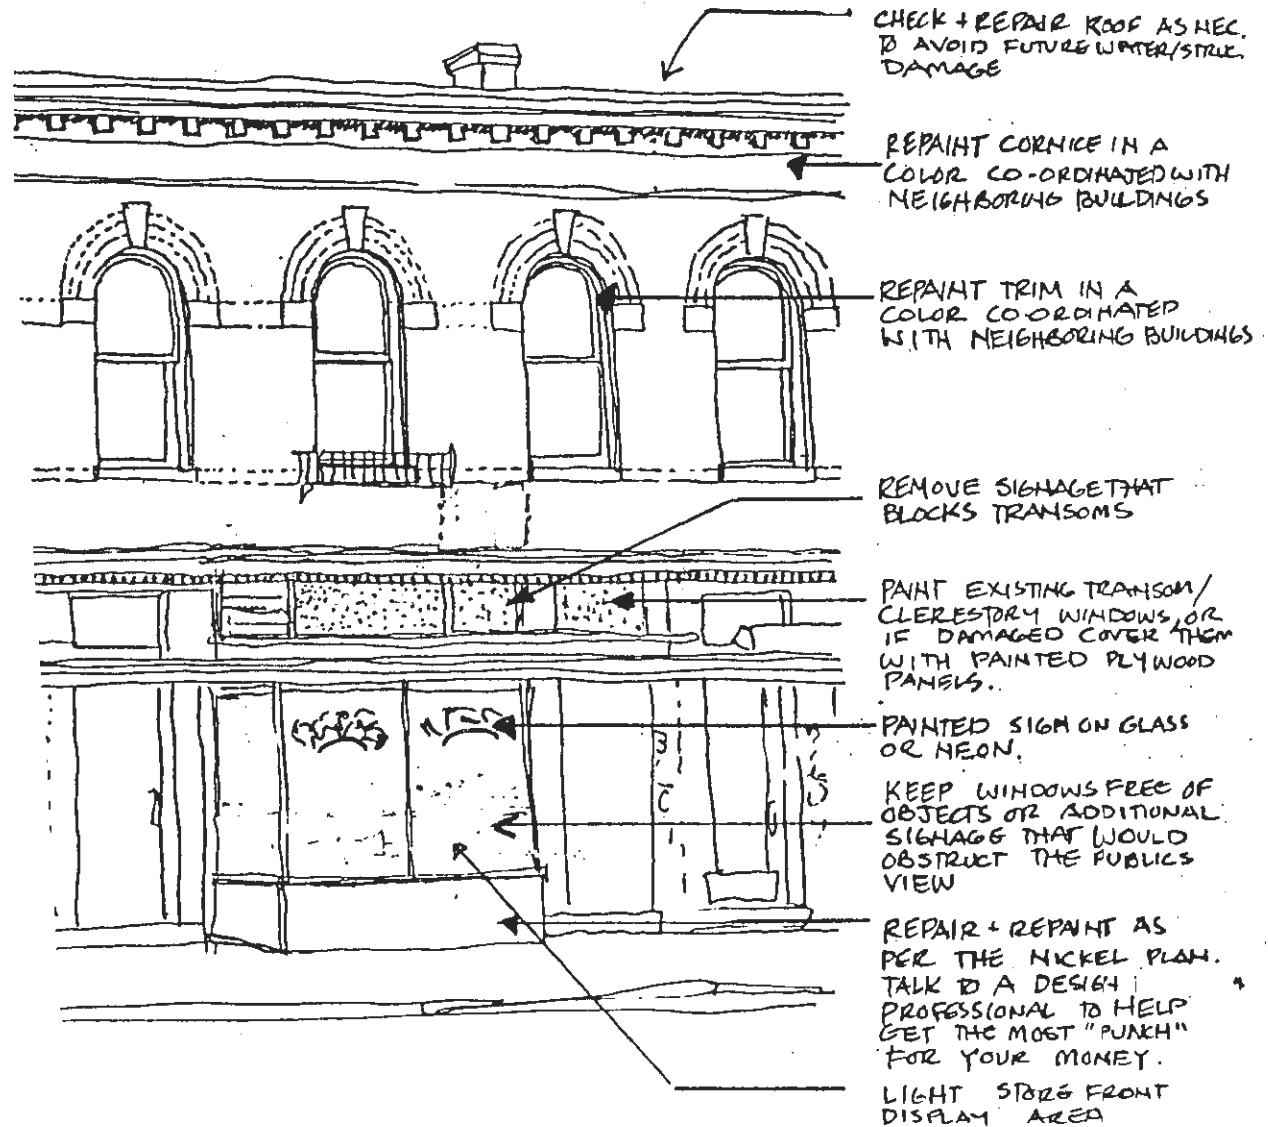 CHECK + REPAIR ROOF AS NEC.
TO AVOID FUTURE WATER/STRUC.
DAMAGE
REPAINT CORNICE IN A
COLOR CO-ORDINATED WITH
NEIGHBORING BUILDINGS
REPAINT TRIM IN A
COLOR CO-ORDINATED
WITH NEIGHBORING BUILDINGS
REMOVE SIGNAGE THAT
BLOCKS TRANSOMS
PAINT EXISTING TRANSOM/
CLERESTORY WINDOWS, OR
IF DAMAGED COVER THEM
WITH PAINTED PLYWOOD
PANELS.
PAINTED SIGN ON GLASS
OR NEON.
KEEP WINDOWS FREE OF
OBJECTS OR ADDITIONAL
SIGNAGE THAT WOULD
OBSTRUCT THE PUBLICS
VIEW
REPAIR + REPAINT AS
PER THE NICKEL PLAN.
TALK TO A DESIGN
PROFESSIONAL TO HELP
GET THE MOST "PUNCH"
FOR YOUR MONEY.
LIGHT STORE FRONT
DISPLAY AREA